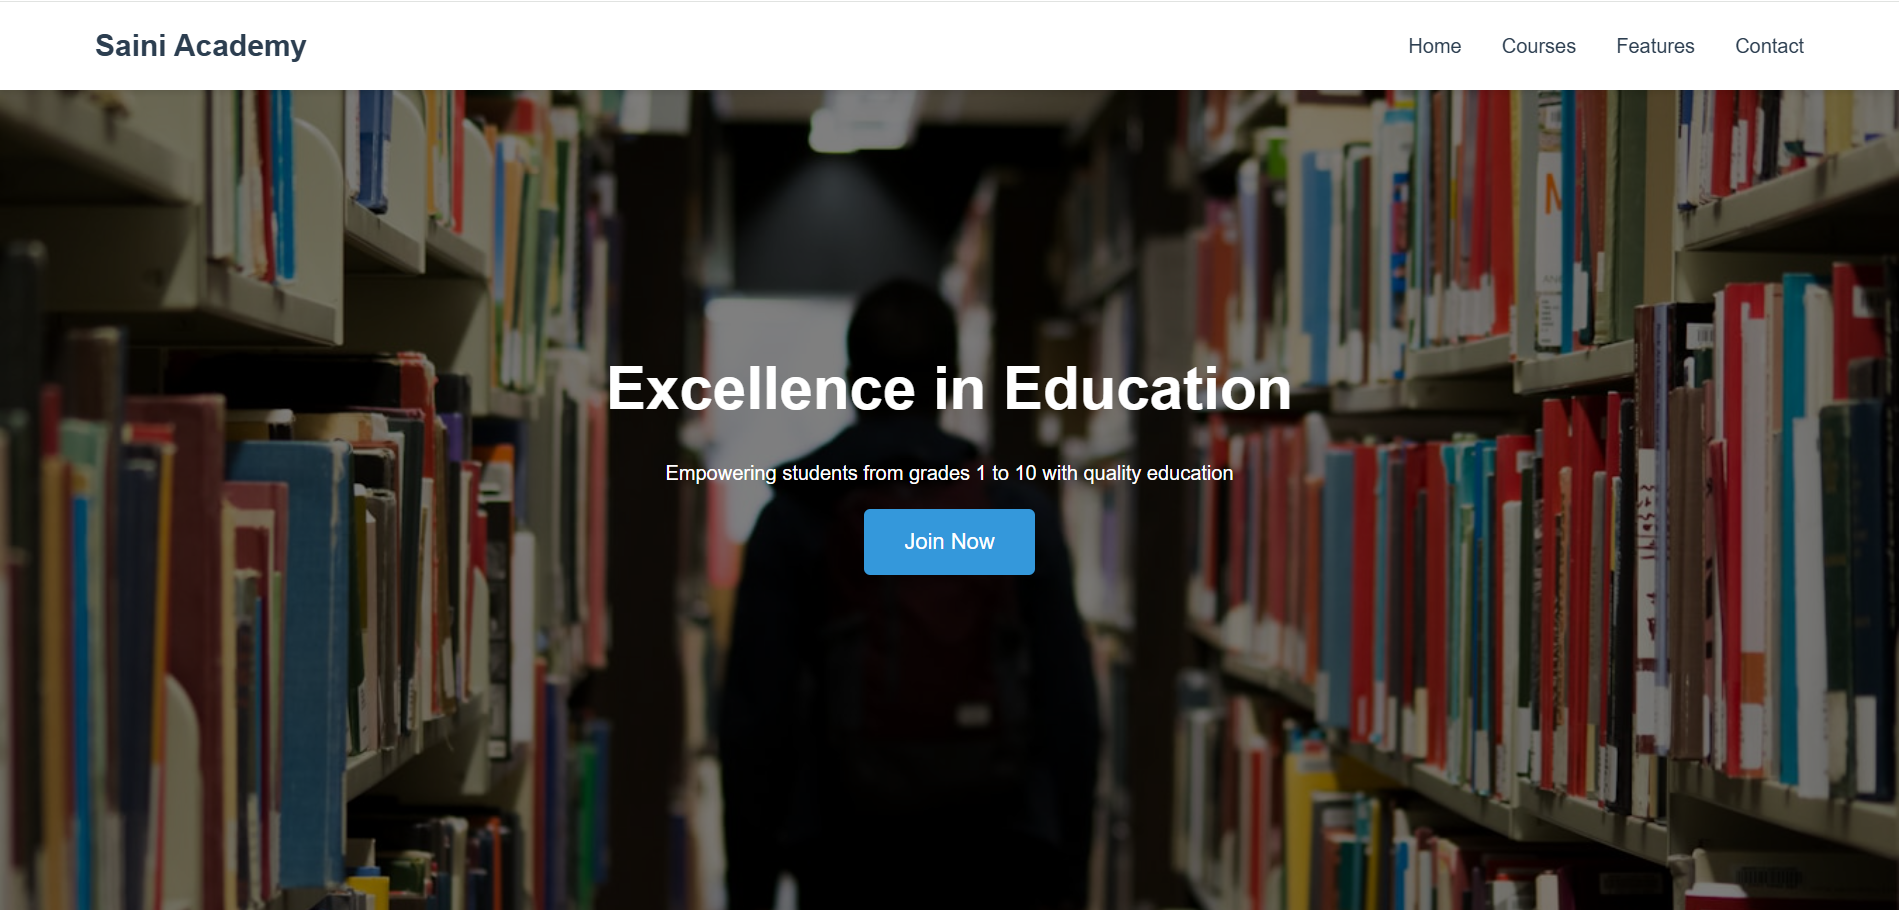 Saini Academy
Home Courses Features Contact
Excellence in Education
Empowering students from grades 1 to 10 with quality education
Join Now